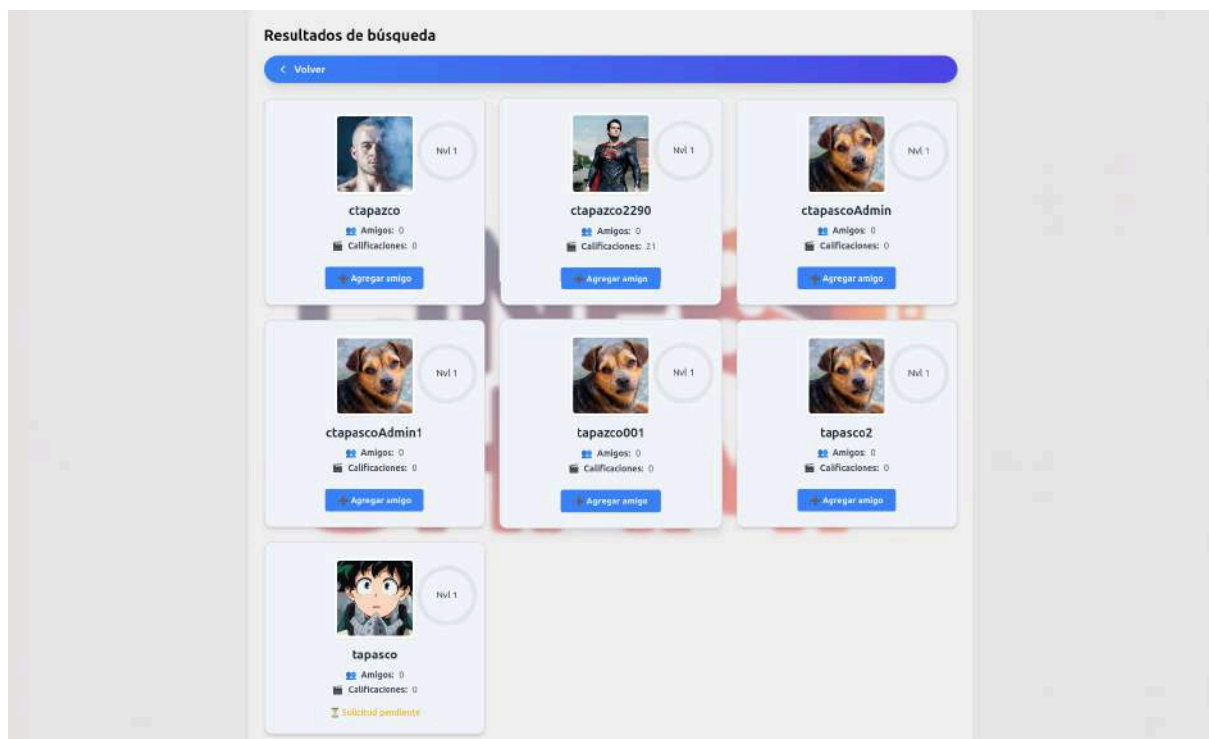 Resultados de búsqueda
< Volver
Nvl 1
ctapazco
Amigos: 0
Calificaciones: 0
Agregar amigo
Nvl 1
ctapazco2290
Amigos: 0
Calificaciones: 21
Agregar amigo
Nvl 1
ctapascoAdmin
Amigos: 0
Calificaciones: 0
Agregar amigo
Nvl 1
ctapascoAdmin1
Amigos: 0
Calificaciones: 0
Agregar amigo
Nvl 1
tapazco001
Amigos: 0
Calificaciones: 0
Agregar amigo
Nvl 1
tapasco2
Amigos: 0
Calificaciones: 0
Agregar amigo
Nvl 1
tapasco
Amigos: 0
Calificaciones: 0
Solicitud pendiente